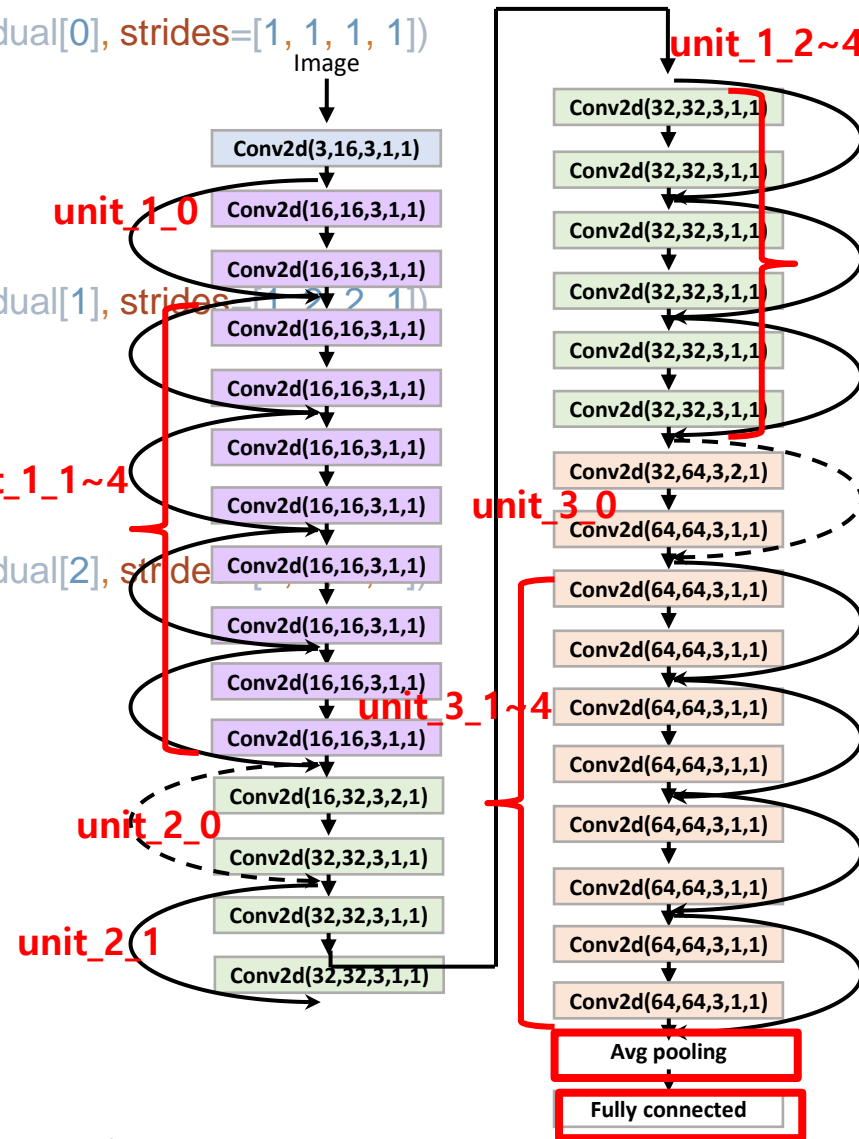 dual[0], strides=[1, 1, 1, 1])
Image
Conv2d(3,16,3,1,1)
unit_1_0
Conv2d(16,16,3,1,1)
Conv2d(16,16,3,1,1)
dual[1], strides=[1, 2, 2, 1])
Conv2d(16,16,3,1,1)
Conv2d(16,16,3,1,1)
Conv2d(16,16,3,1,1)
t_1_1~4
Conv2d(16,16,3,1,1)
dual[2], stride
Conv2d(16,16,3,1,1)
Conv2d(16,16,3,1,1)
Conv2d(16,16,3,1,1)
Conv2d(16,16,3,1,1)
Conv2d(16,32,3,2,1)
unit_2_0
Conv2d(32,32,3,1,1)
Conv2d(32,32,3,1,1)
unit_2_1
Conv2d(32,32,3,1,1)
unit_1_2~4
Conv2d(32,32,3,1,1)
Conv2d(32,32,3,1,1)
Conv2d(32,32,3,1,1)
Conv2d(32,32,3,1,1)
Conv2d(32,32,3,1,1)
Conv2d(32,32,3,1,1)
Conv2d(32,64,3,2,1)
unit_3_0
Conv2d(64,64,3,1,1)
Conv2d(64,64,3,1,1)
Conv2d(64,64,3,1,1)
unit_3_1~4
Conv2d(64,64,3,1,1)
Conv2d(64,64,3,1,1)
Conv2d(64,64,3,1,1)
Conv2d(64,64,3,1,1)
Conv2d(64,64,3,1,1)
Conv2d(64,64,3,1,1)
Avg pooling
Fully connected